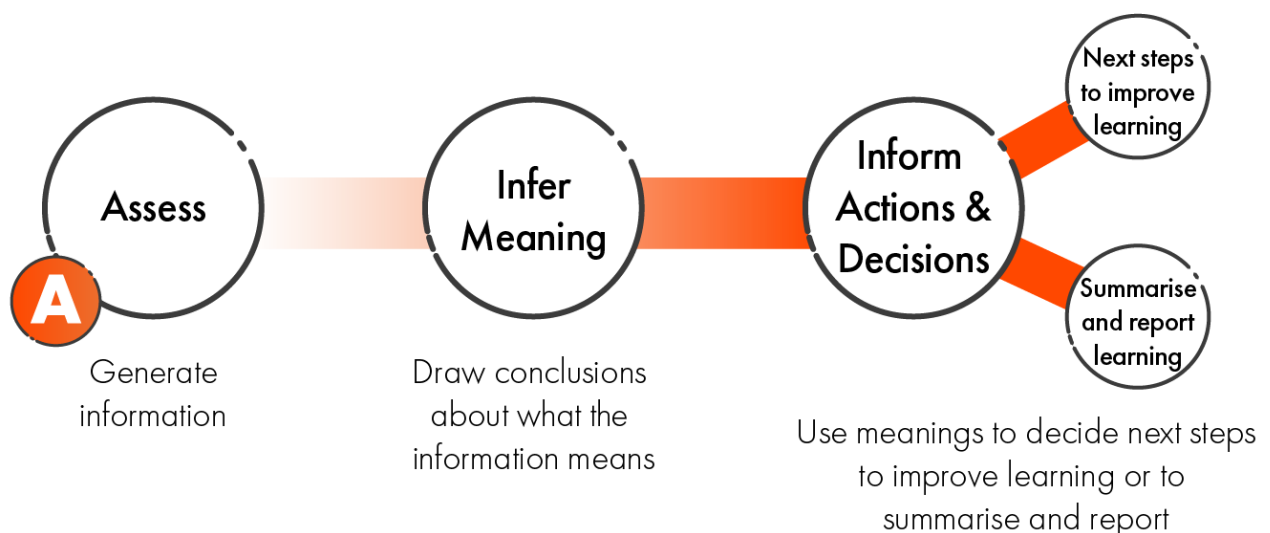 Assess
A
Generate
information
Infer
Meaning
Draw conclusions
about what the
information means
Inform
Actions &
Decisions
Next steps
to improve
learning
Summarise
and report
learning
Use meanings to decide next steps
to improve learning or to
summarise and report